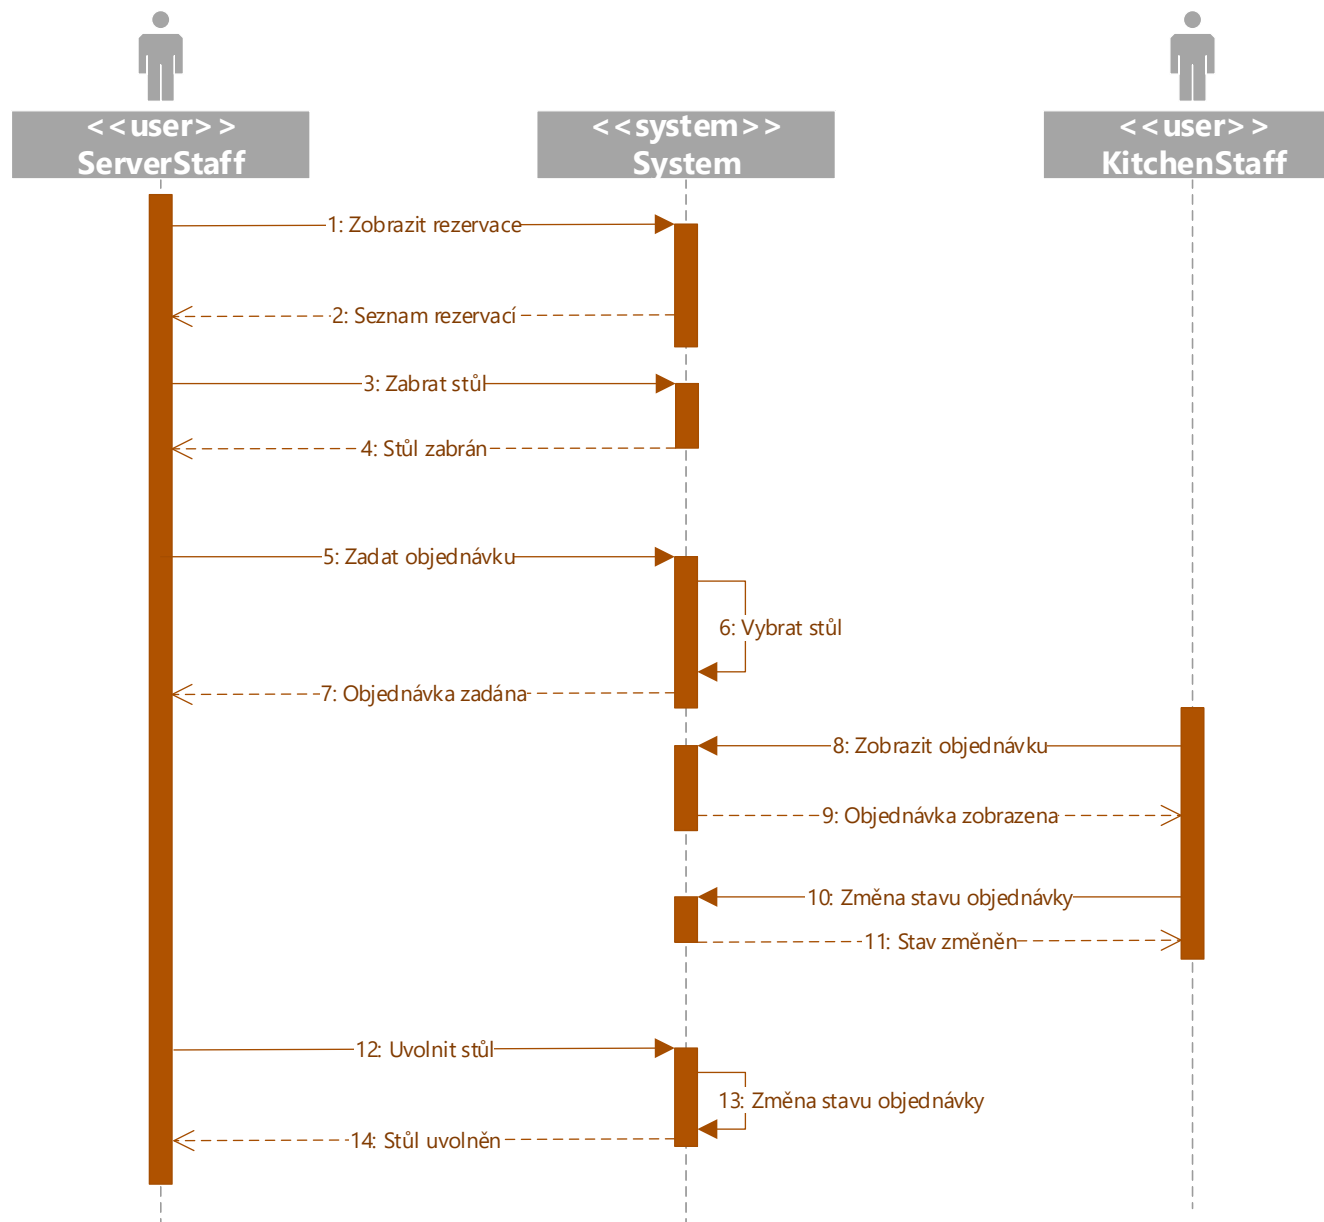 <<user>>
ServerStaff
<<system>>
System
<<user>>
KitchenStaff
1: Zobrazit rezervace
2: Seznam rezervací
3: Zabrat stůl
4: Stůl zabrán
5: Zadat objednávku
6: Vybrat stůl
7: Objednávka zadána
8: Zobrazit objednávku
9: Objednávka zobrazena
10: Změna stavu objednávky
11: Stav změněn
12: Uvolnit stůl
13: Změna stavu objednávky
14: Stůl uvolněn